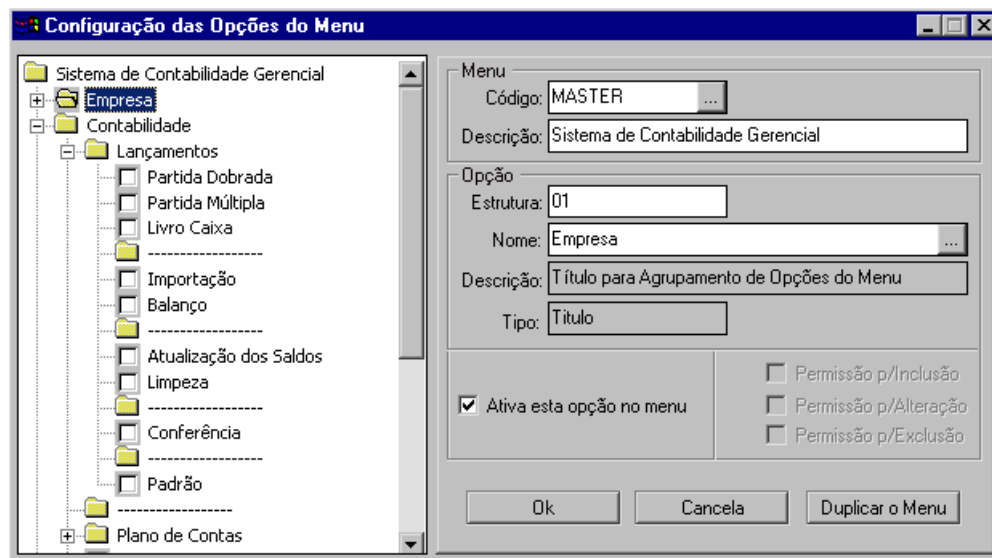 Configuração das Opções do Menu
Sistema de Contabilidade Gerencial
Empresa
Contabilidade
Lançamentos
Partida Dobrada
Partida Múltipla
Livro Caixa
------------------
Importação
Balanço
------------------
Atualização dos Saldos
Limpeza
------------------
Conferência
------------------
Padrão
------------------
Plano de Contas
Menu
Código: MASTER ...
Descrição: Sistema de Contabilidade Gerencial
Opção
Estrutura: 01
Nome: Empresa ...
Descrição: Título para Agrupamento de Opções do Menu
Tipo: Titulo
Ativa esta opção no menu
Permissão p/Inclusão
Permissão p/Alteração
Permissão p/Exclusão
Ok Cancela Duplicar o Menu